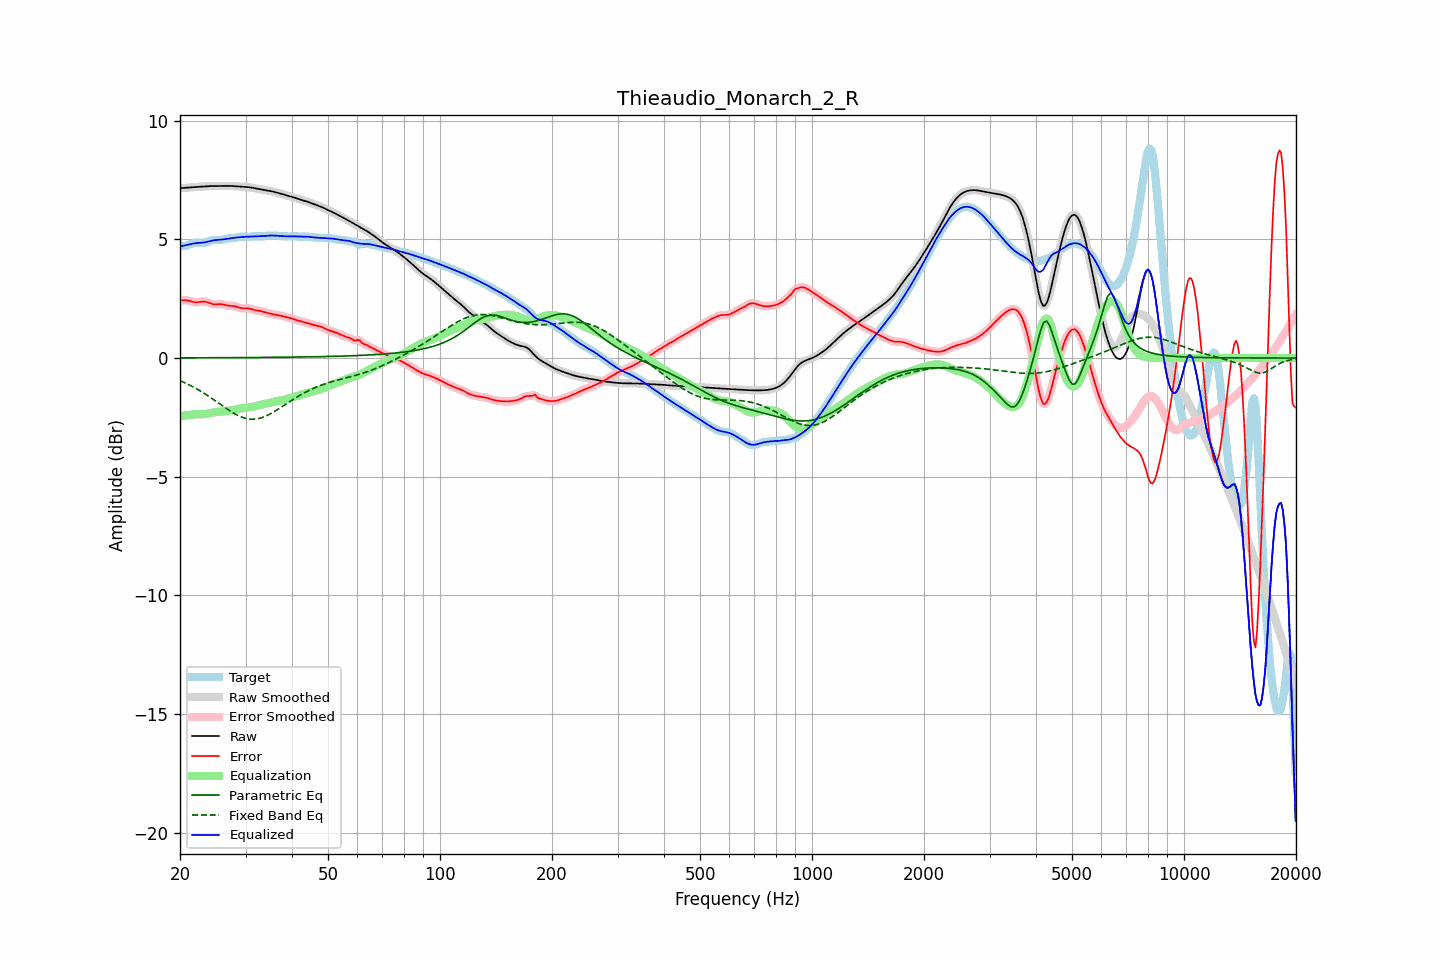 Thieaudio_Monarch_2_R
Amplitude (dBr)
10
5
0
−5
−10
−15
−20
Target
Raw Smoothed
Error Smoothed
Raw
Error
Equalization
Parametric Eq
Fixed Band Eq
Equalized
20 50 100 200 500 1000 2000 5000 10000 20000
Frequency (Hz)